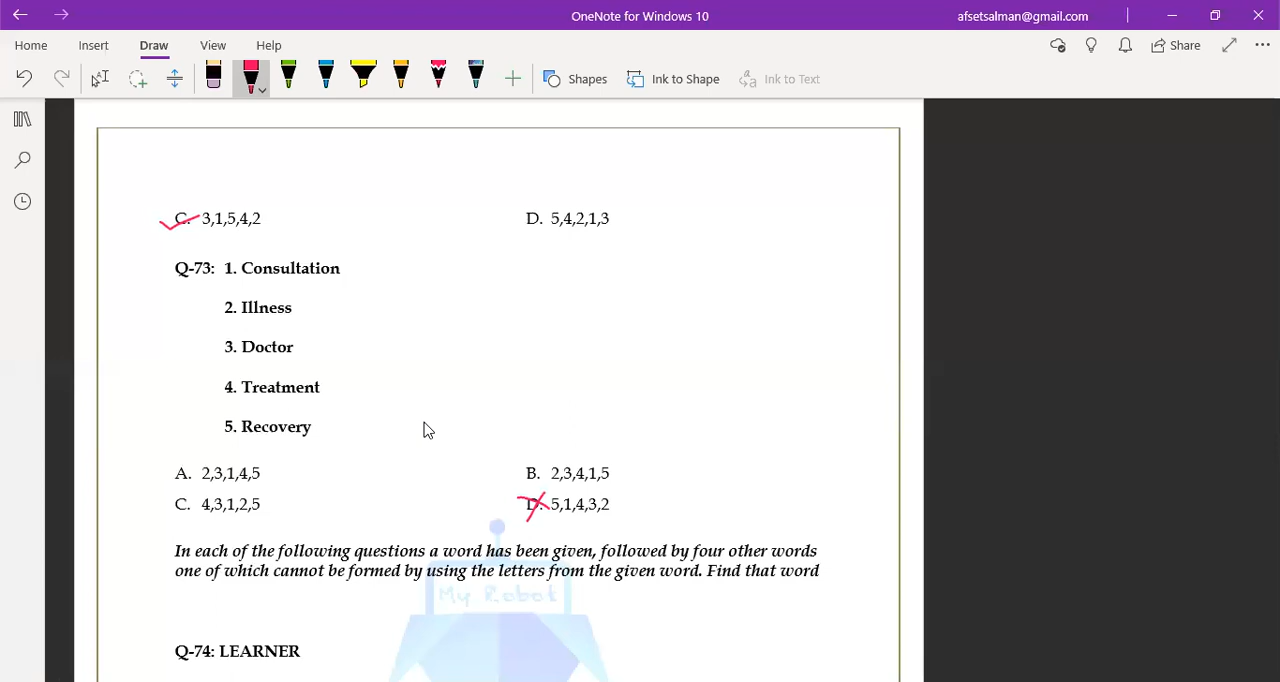 OneNote for Windows 10
afsetsalman@gmail.com
Home Insert Draw View Help
Share
Shapes Ink to Shape Ink to Text
C. 3,1,5,4,2 D. 5,4,2,1,3
Q-73: 1. Consultation
2. Illness
3. Doctor
4. Treatment
5. Recovery
A. 2,3,1,4,5 B. 2,3,4,1,5
C. 4,3,1,2,5 D. 5,1,4,3,2
In each of the following questions a word has been given, followed by four other words
one of which cannot be formed by using the letters from the given word. Find that word
My Robot
Q-74: LEARNER